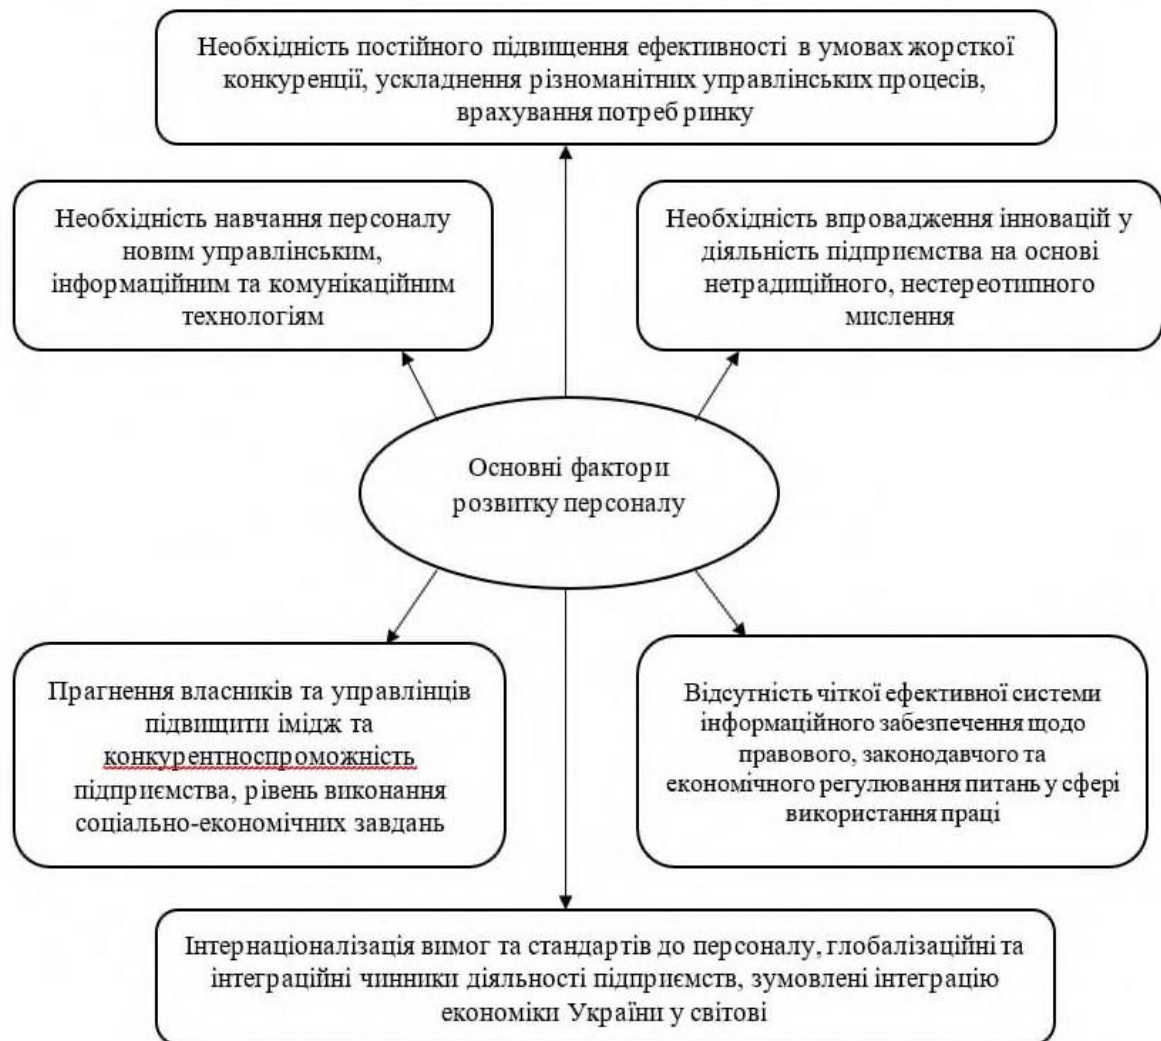 Необхідність постійного підвищення ефективності в умовах жорсткої
конкуренції, ускладнення різноманітних управлінських процесів,
врахування потреб ринку
Необхідність навчання персоналу
новим управлінським,
інформаційним та комунікаційним
технологіям
Необхідність впровадження інновацій у
діяльність підприємства на основі
нетрадиційного, нестереотипного
мислення
Основні фактори
розвитку персоналу
Прагнення власників та управлінців
підвищити імідж та
конкурентноспроможність
підприємства, рівень виконання
соціально-економічних завдань
Відсутність чіткої ефективної системи
інформаційного забезпечення щодо
правового, законодавчого та
економічного регулювання питань у сфері
використання праці
Інтернаціоналізація вимог та стандартів до персоналу, глобалізаційні та
інтеграційні чинники діяльності підприємств, зумовлені інтеграцію
економіки України у світові